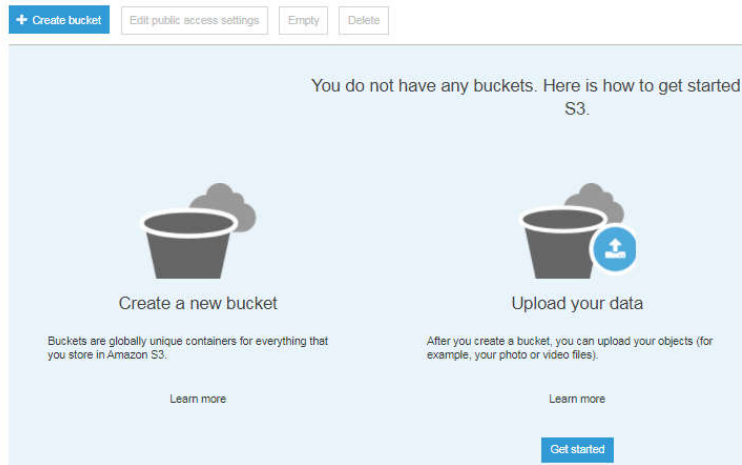 + Create bucket
Edit public access settings
Empty
Delete
You do not have any buckets. Here is how to get started
S3.
Create a new bucket
Buckets are globally unique containers for everything that
you store in Amazon S3.
Learn more
Upload your data
After you create a bucket, you can upload your objects (for
example, your photo or video files).
Learn more
Get started